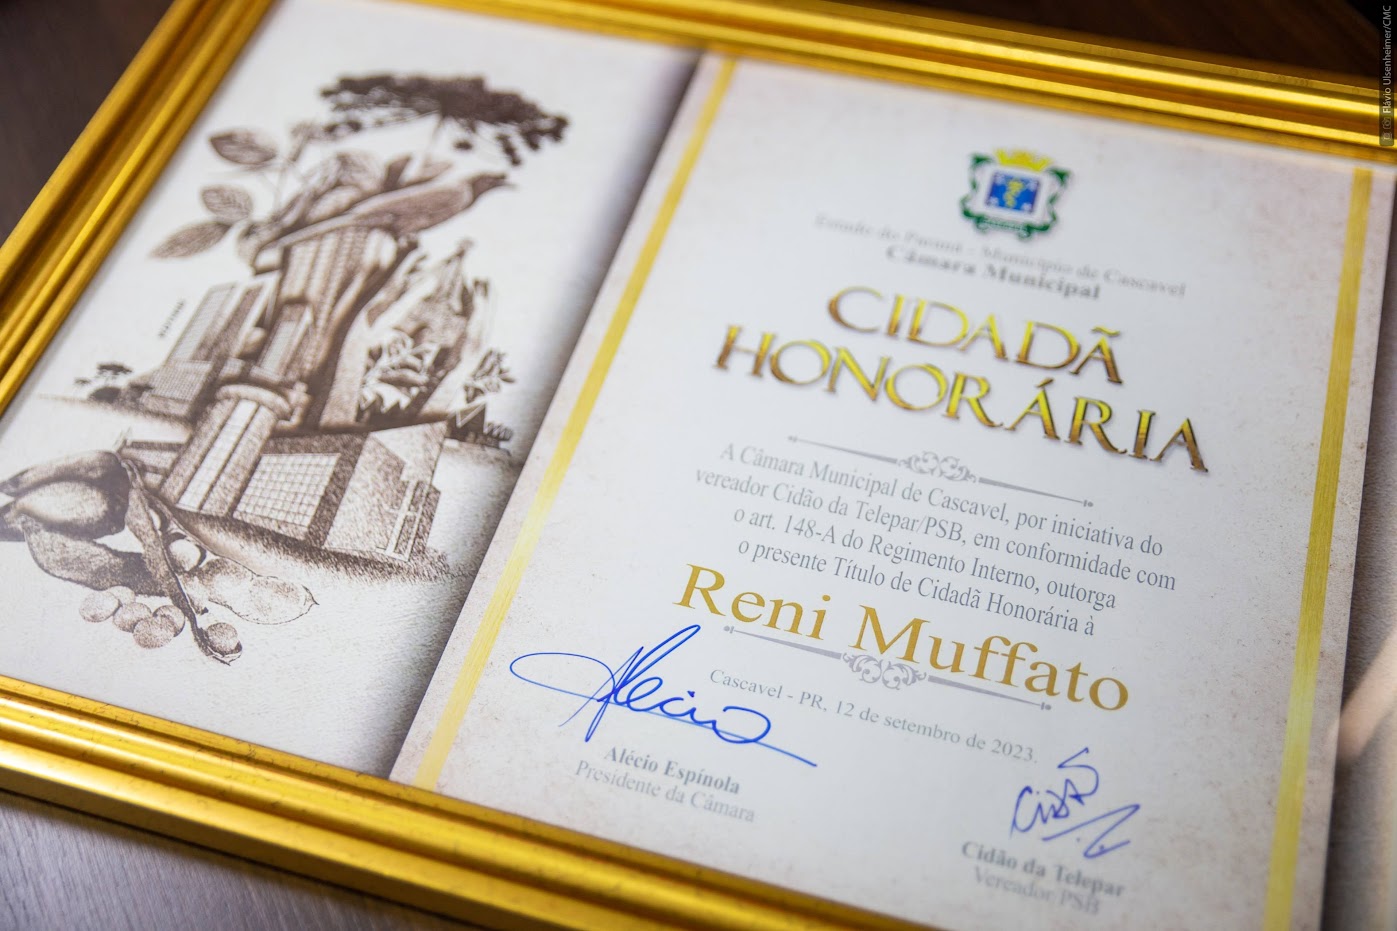 Flávio Ulsenheimer/CMC
Estado do Paraná - Município de Cascavel
Câmara Municipal
CIDADÃ
HONORÁRIA
A Câmara Municipal de Cascavel, por iniciativa do
vereador Cidão da Telepar/PSB, em conformidade com
o art. 148-A do Regimento Interno, outorga
o presente Título de Cidadã Honorária à
Reni Muffato
Cascavel - PR, 12 de setembro de 2023.
Alécio
Alécio Espínola
Presidente da Câmara
Cidão
Cidão da Telepar
Vereador/PSB